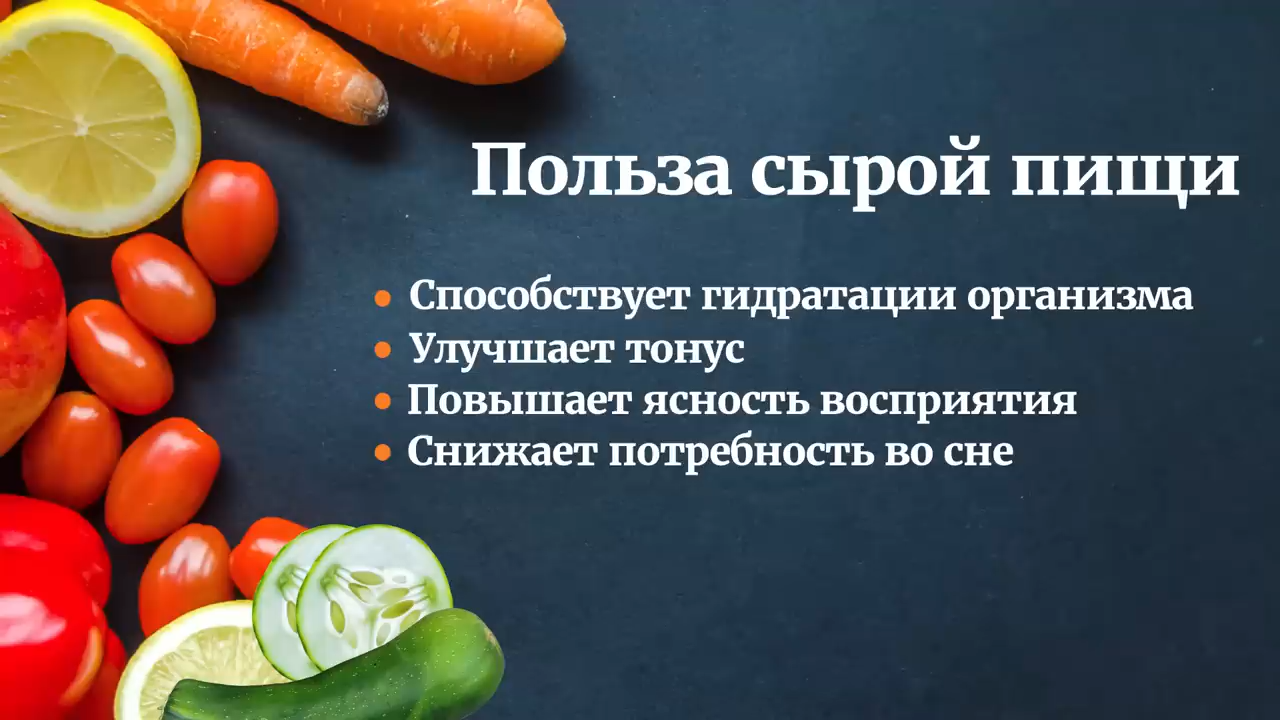 Польза сырой пищи
• Способствует гидратации организма
• Улучшает тонус
• Повышает ясность восприятия
• Снижает потребность во сне